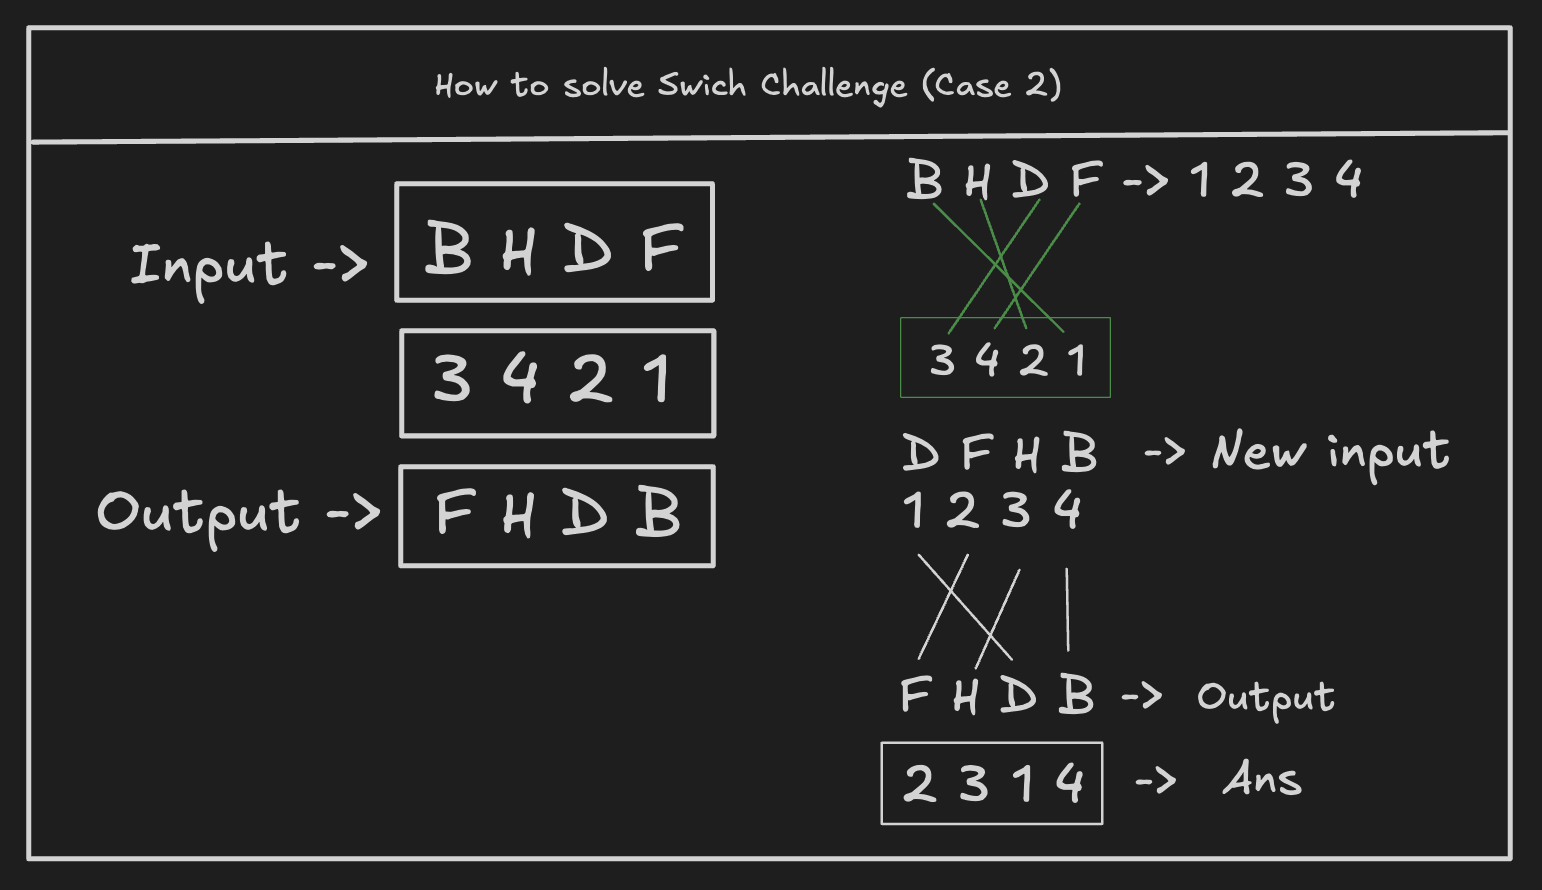 How to solve Swich Challenge (Case 2)
Input -> B H D F
3 4 2 1
Output -> F H D B
B H D F -> 1 2 3 4
3 4 2 1
D F H B -> New input
1 2 3 4
F H D B -> Output
2 3 1 4 -> Ans